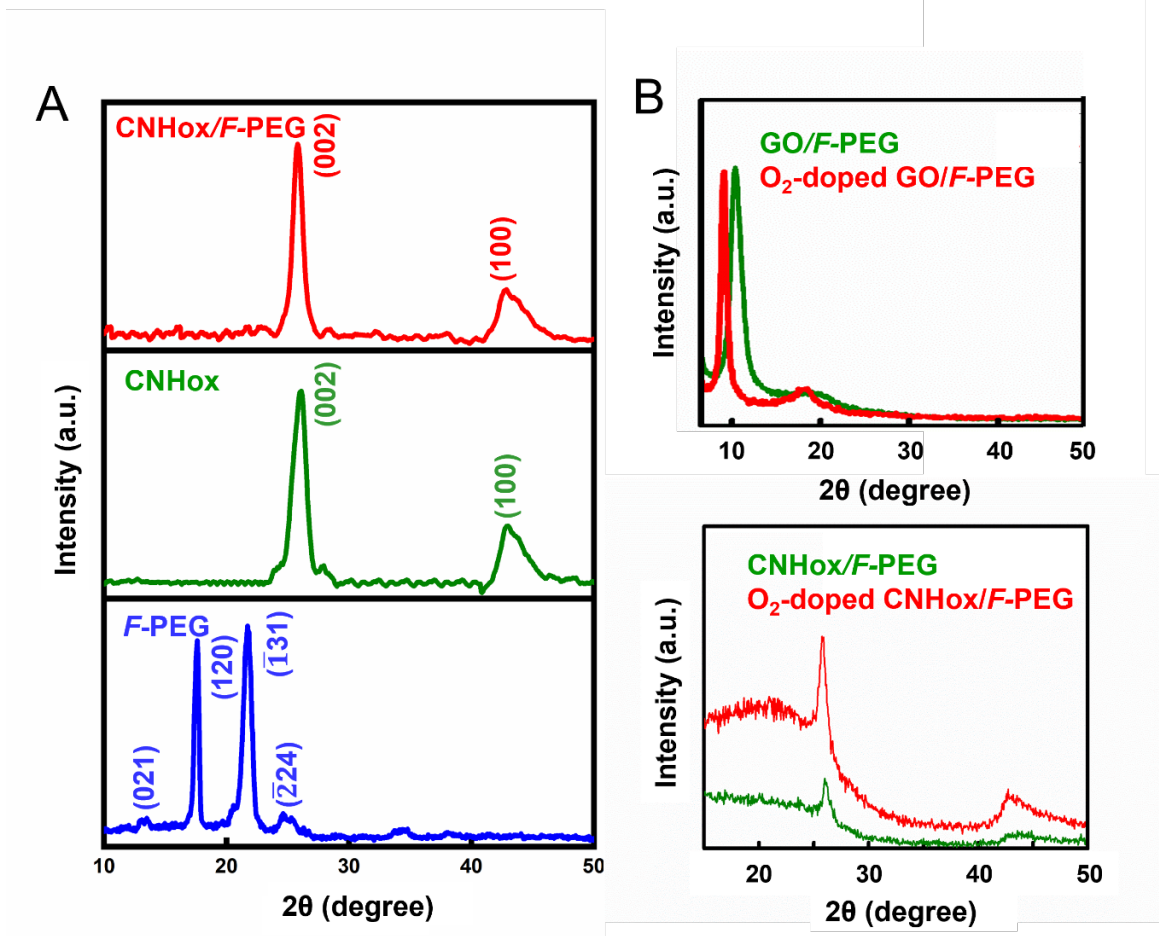 A
CNHox/F-PEG
(002)
(100)
CNHox
(002)
(100)
F-PEG
(021)
(120)
(1̅31)
(2̅24)
Intensity (a.u.)
10 20 30 40 50
2θ (degree)
B
GO/F-PEG
O₂-doped GO/F-PEG
Intensity (a.u.)
10 20 30 40 50
2θ (degree)
CNHox/F-PEG
O₂-doped CNHox/F-PEG
Intensity (a.u.)
20 30 40 50
2θ (degree)